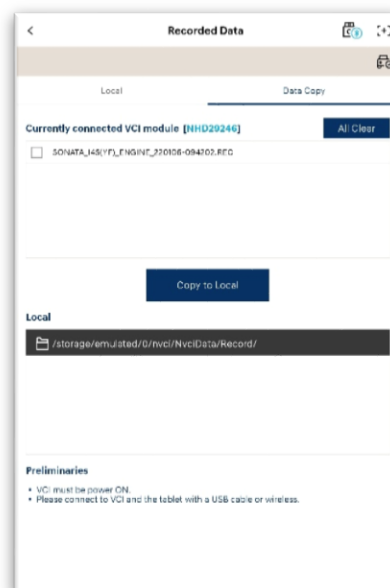 Recorded Data
Local Data Copy
Currently connected VCI module [NHD29246] All Clear
SONATA_I45(YF)_ENGINE_220106-094202.REC
Copy to Local
Local
/storage/emulated/0/nvci/NvciData/Record/
Preliminaries
• VCI must be power ON.
• Please connect to VCI and the tablet with a USB cable or wireless.